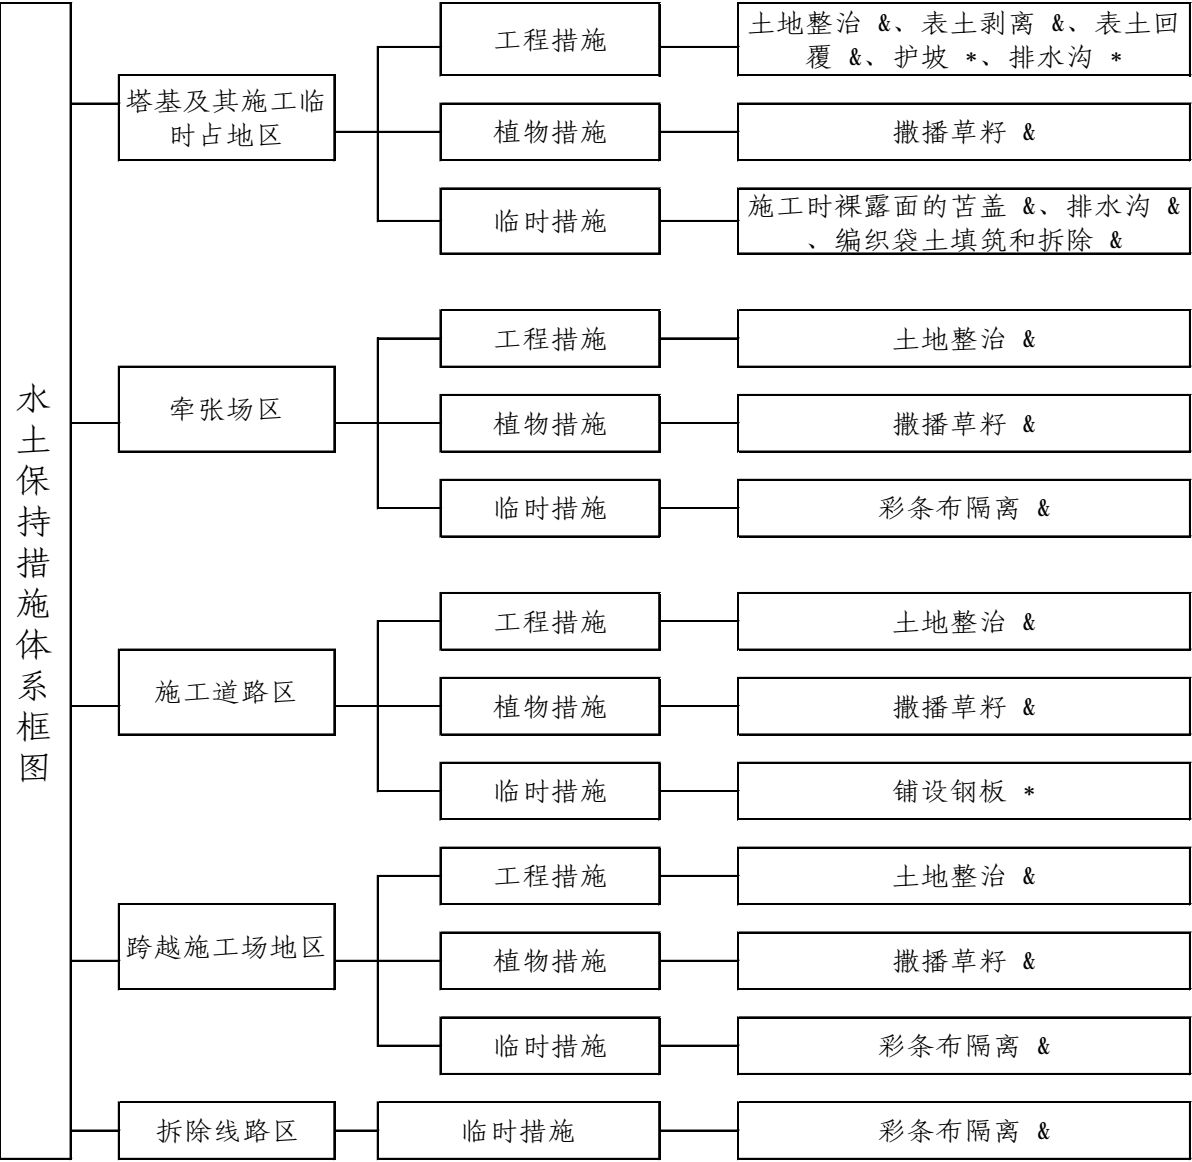 水土保持措施体系框图
塔基及其施工临
时占地区
工程措施
土地整治 &、表土剥离 &、表土回
覆 &、护坡 *、排水沟 *
植物措施
撒播草籽 &
临时措施
施工时裸露面的苫盖 &、排水沟 &
、编织袋土填筑和拆除 &
牵张场区
工程措施
土地整治 &
植物措施
撒播草籽 &
临时措施
彩条布隔离 &
施工道路区
工程措施
土地整治 &
植物措施
撒播草籽 &
临时措施
铺设钢板 *
跨越施工场地区
工程措施
土地整治 &
植物措施
撒播草籽 &
临时措施
彩条布隔离 &
拆除线路区
临时措施
彩条布隔离 &